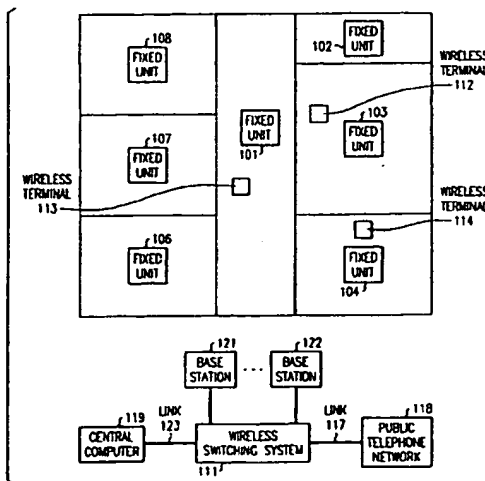 108
FIXED
UNIT
102
FIXED
UNIT
WIRELESS
TERMINAL
112
103
FIXED
UNIT
FIXED
UNIT
101
107
FIXED
UNIT
WIRELESS
TERMINAL
113
WIRELESS
TERMINAL
114
106
FIXED
UNIT
FIXED
UNIT
104
121
BASE
STATION
...
122
BASE
STATION
119
CENTRAL
COMPUTER
LINK
123
WIRELESS
SWITCHING SYSTEM
111
LINK
117
118
PUBLIC
TELEPHONE
NETWORK